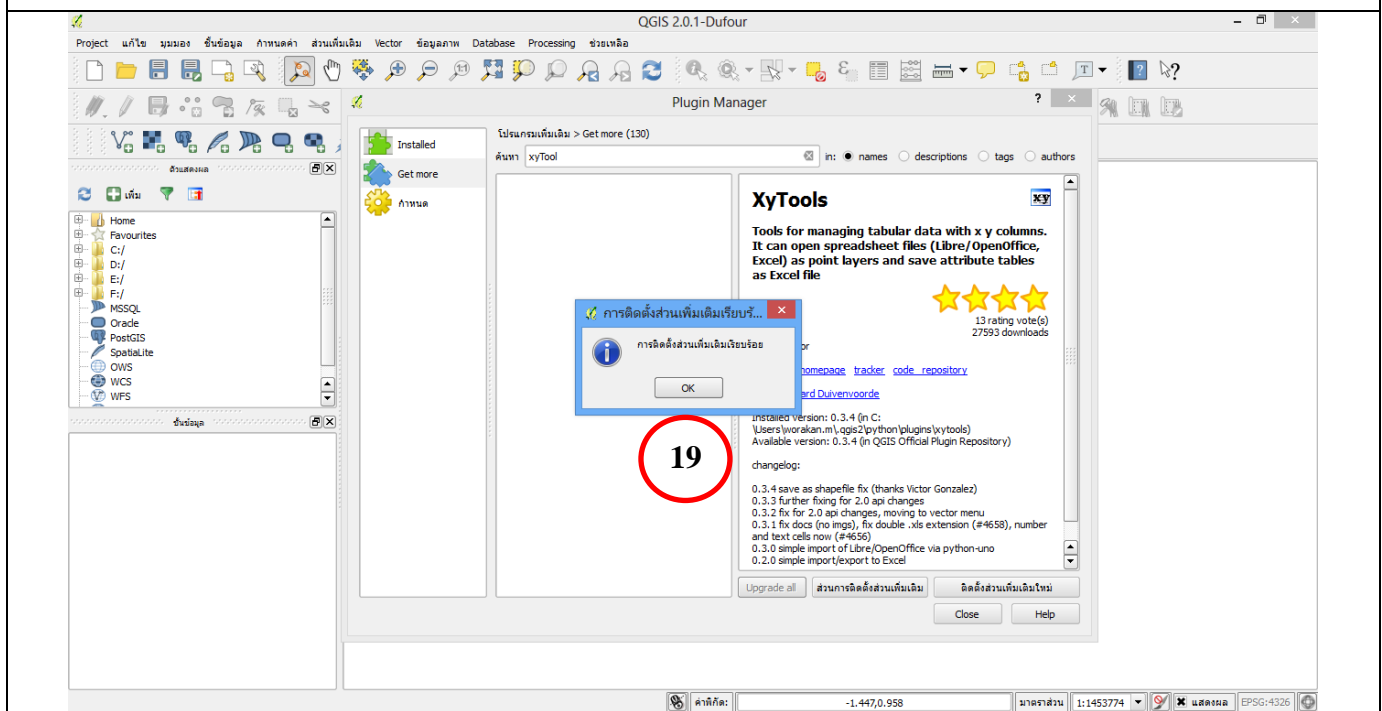 QGIS 2.0.1-Dufour
Project แก้ไข มุมมอง ชั้นข้อมูล กำหนดค่า ส่วนเพิ่มเติม Vector ข้อมูลภาพ Database Processing ช่วยเหลือ
Plugin Manager
Installed
Get more
กำหนด
โปรแกรมเพิ่มเติม > Get more (130)
ค้นหา xyTool in: names descriptions tags authors
ตัวแสดงผล
เพิ่ม
Home
Favourites
C:/
D:/
E:/
F:/
MSSQL
Oracle
PostGIS
SpatiaLite
OWS
WCS
WFS
ชั้นข้อมูล
XyTools
XY
Tools for managing tabular data with x y columns.
It can open spreadsheet files (Libre/OpenOffice,
Excel) as point layers and save attribute tables
as Excel file
13 rating vote(s)
27593 downloads
or
homepage tracker code repository
ard Duivenvoorde
Installed version: 0.3.4 (in C:
\Users\worakan.m\.qgis2\python\plugins\xytools)
Available version: 0.3.4 (in QGIS Official Plugin Repository)
changelog:
0.3.4 save as shapefile fix (thanks Victor Gonzalez)
0.3.3 further fixing for 2.0 api changes
0.3.2 fix for 2.0 api changes, moving to vector menu
0.3.1 fix docs (no imgs), fix double .xls extension (#4658), number
and text cells now (#4656)
0.3.0 simple import of Libre/OpenOffice via python-uno
0.2.0 simple import/export to Excel
การติดตั้งส่วนเพิ่มเติมเรียบร้...
การติดตั้งส่วนเพิ่มเติมเรียบร้อย
OK
19
Upgrade all ส่วนการติดตั้งส่วนเพิ่มเติม ติดตั้งส่วนเพิ่มเติมใหม่
Close Help
ค่าพิกัด: -1.447,0.958 มาตราส่วน 1:1453774 แสดงผล EPSG:4326